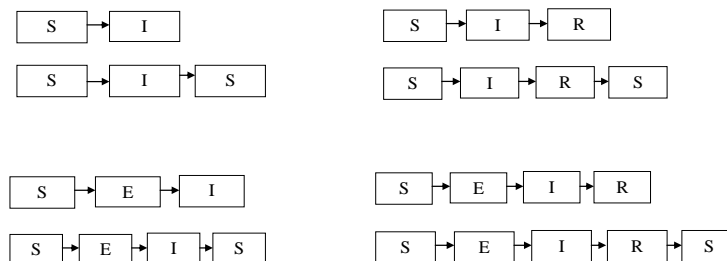 S I
S I R
S I S
S I R S
S E I
S E I R
S E I S
S E I R S